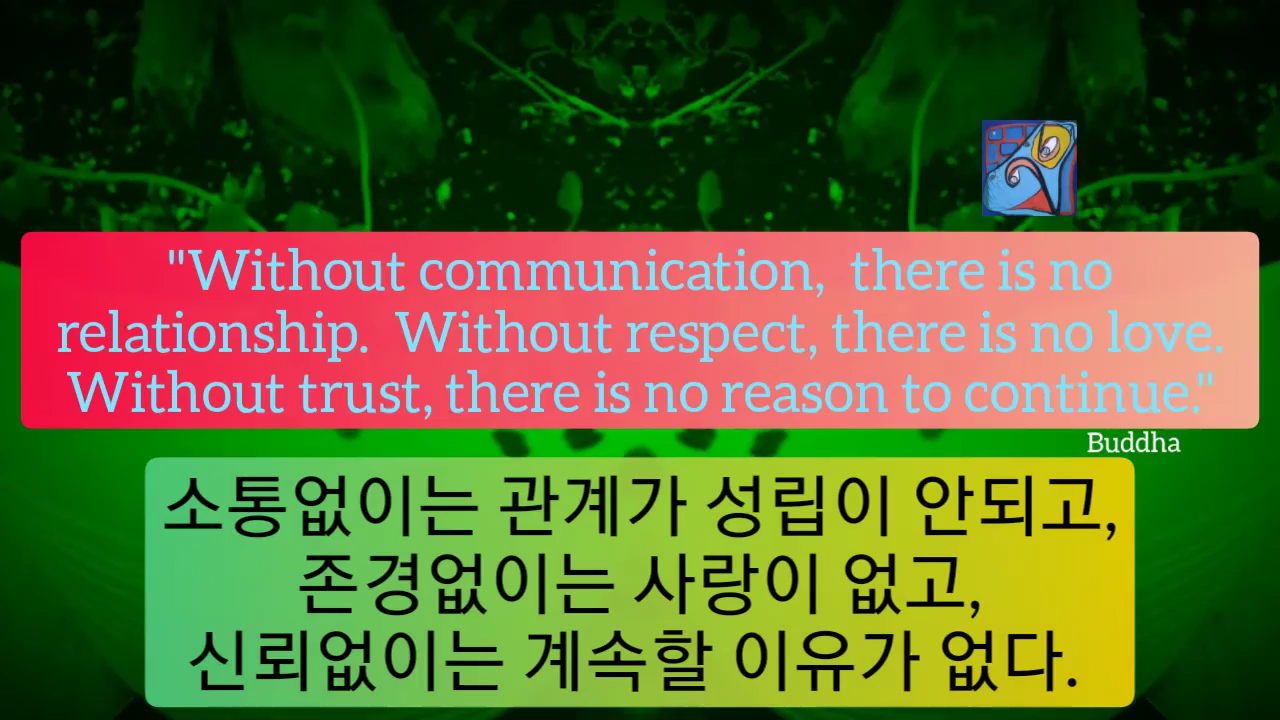 "Without communication,  there is no
relationship.  Without respect, there is no love.
Without trust, there is no reason to continue."
Buddha
소통없이는 관계가 성립이 안되고,
존경없이는 사랑이 없고,
신뢰없이는 계속할 이유가 없다.